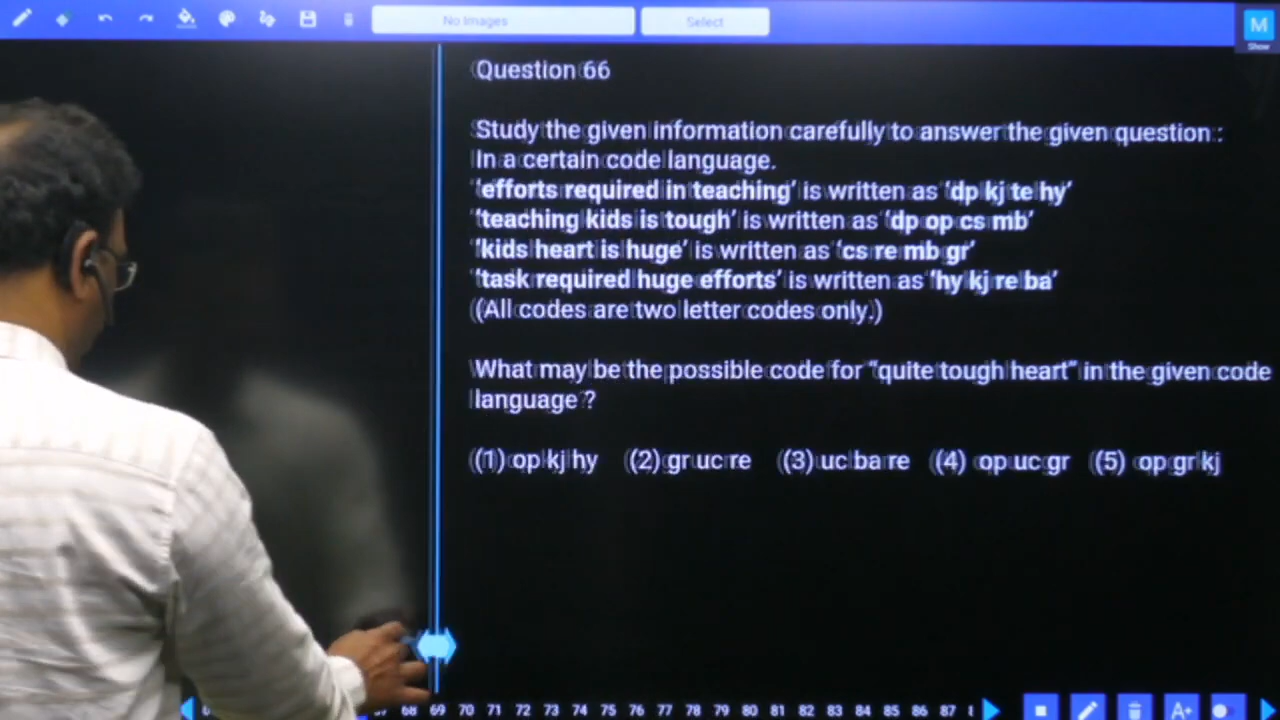 No Images
Select
M
Show
Question 66
Study the given information carefully to answer the given question :
In a certain code language.
'efforts required in teaching' is written as 'dp kj te hy'
'teaching kids is tough' is written as 'dp op cs mb'
'kids heart is huge' is written as 'cs re mb gr'
'task required huge efforts' is written as 'hy kj re ba'
(All codes are two letter codes only.)
What may be the possible code for "quite tough heart" in the given code
language ?
(1) op kj hy (2) gr uc re (3) uc ba re (4) op uc gr (5) op gr kj
68 69 70 71 72 73 74 75 76 77 78 79 80 81 82 83 84 85 86 87
A+